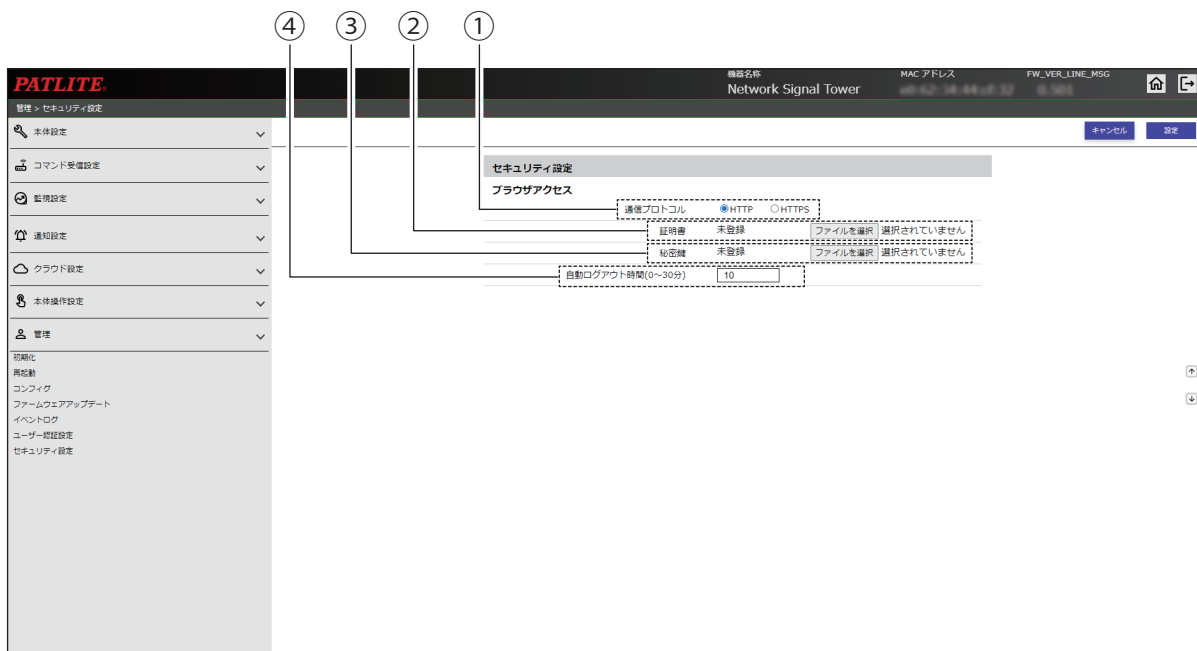 ④ ③ ② ①
PATLITE
機器名称 MAC アドレス FW_VER_LINE_MSG
Network Signal Tower 0.501
管理 > セキュリティ設定
キャンセル 設定
本体設定
コマンド受信設定
監視設定
通知設定
クラウド設定
本体操作設定
管理
初期化
再起動
コンフィグ
ファームウェアアップデート
イベントログ
ユーザー認証設定
セキュリティ設定
セキュリティ設定
ブラウザアクセス
通信プロトコル HTTP HTTPS
証明書 未登録 ファイルを選択 選択されていません
秘密鍵 未登録 ファイルを選択 選択されていません
自動ログアウト時間(0～30分) 10